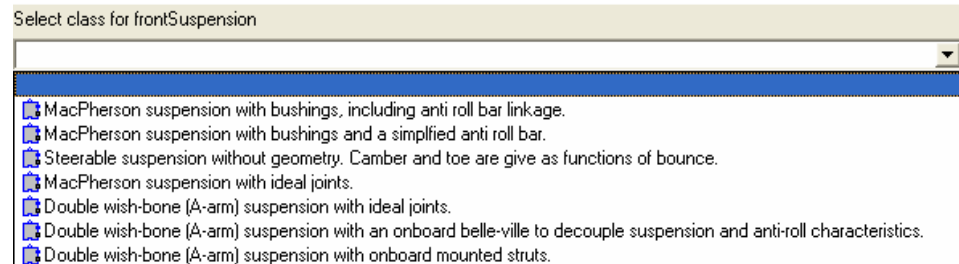 Select class for frontSuspension
MacPherson suspension with bushings, including anti roll bar linkage.
MacPherson suspension with bushings and a simplfied anti roll bar.
Steerable suspension without geometry. Camber and toe are give as functions of bounce.
MacPherson suspension with ideal joints.
Double wish-bone (A-arm) suspension with ideal joints.
Double wish-bone (A-arm) suspension with an onboard belle-ville to decouple suspension and anti-roll characteristics.
Double wish-bone (A-arm) suspension with onboard mounted struts.